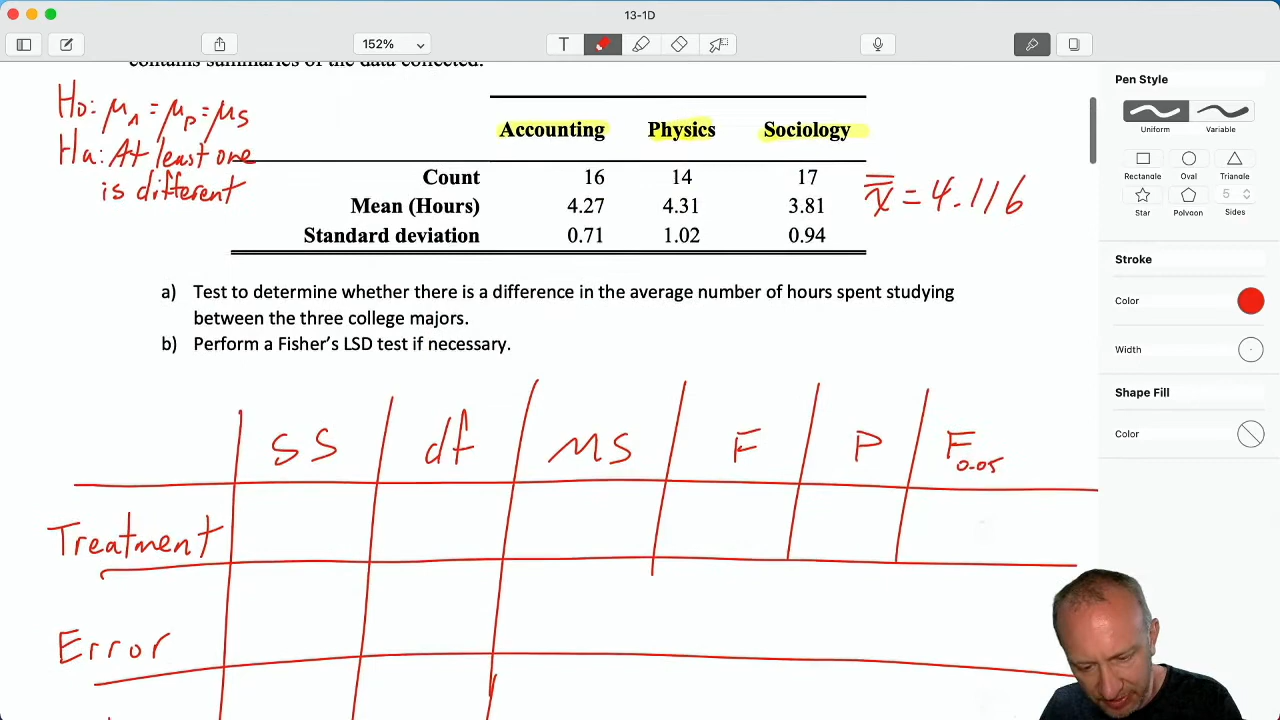 13-1D
152%
T
Pen Style
Uniform
Variable
Rectangle
Oval
Triangle
Star
Polygon
5
Sides
Stroke
Color
Width
Shape Fill
Color
contains summaries of the data collected.
Ho: μA = μP = μS
Ha: At least one
is different
Accounting Physics Sociology
Count 16 14 17
Mean (Hours) 4.27 4.31 3.81
Standard deviation 0.71 1.02 0.94
x̿ = 4.116
a) Test to determine whether there is a difference in the average number of hours spent studying
between the three college majors.
b) Perform a Fisher’s LSD test if necessary.
SS df MS F P F0.05
Treatment
Error